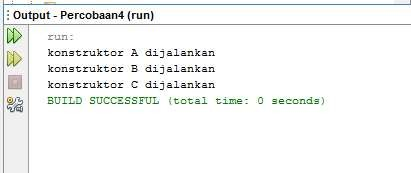 Output - Percobaan4 (run)
run:
konstruktor A dijalankan
konstruktor B dijalankan
konstruktor C dijalankan
BUILD SUCCESSFUL (total time: 0 seconds)